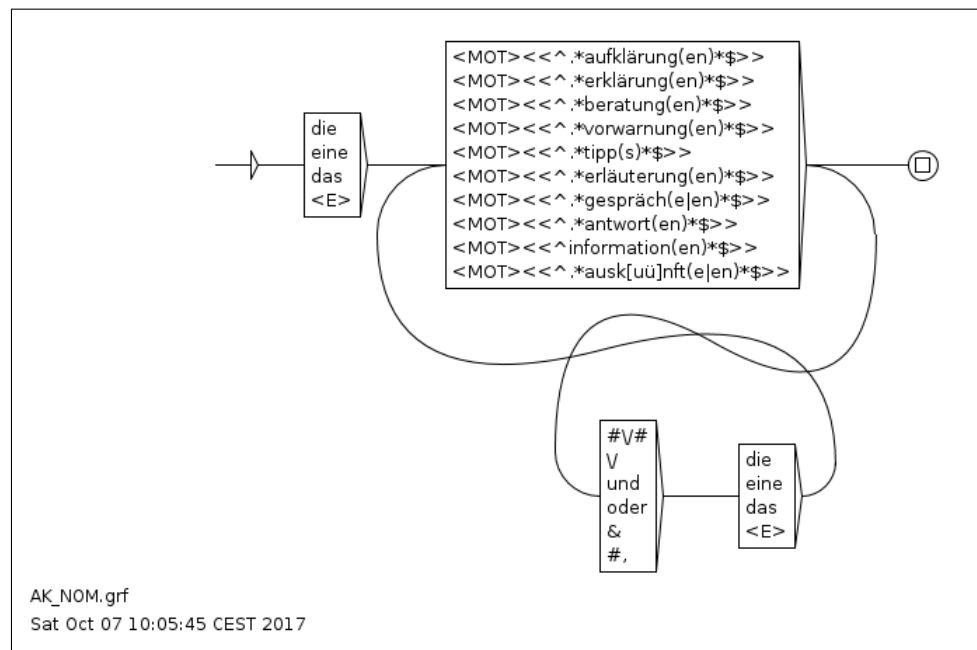 die
eine
das
<E>
<MOT><<^.*aufklärung(en)*$>>
<MOT><<^.*erklärung(en)*$>>
<MOT><<^.*beratung(en)*$>>
<MOT><<^.*vorwarnung(en)*$>>
<MOT><<^.*tipp(s)*$>>
<MOT><<^.*erläuterung(en)*$>>
<MOT><<^.*gespräch(e|en)*$>>
<MOT><<^.*antwort(en)*$>>
<MOT><<^information(en)*$>>
<MOT><<^.*ausk[uü]nft(e|en)*$>>
#\/#
\/
und
oder
&
#,
die
eine
das
<E>
AK_NOM.grf
Sat Oct 07 10:05:45 CEST 2017